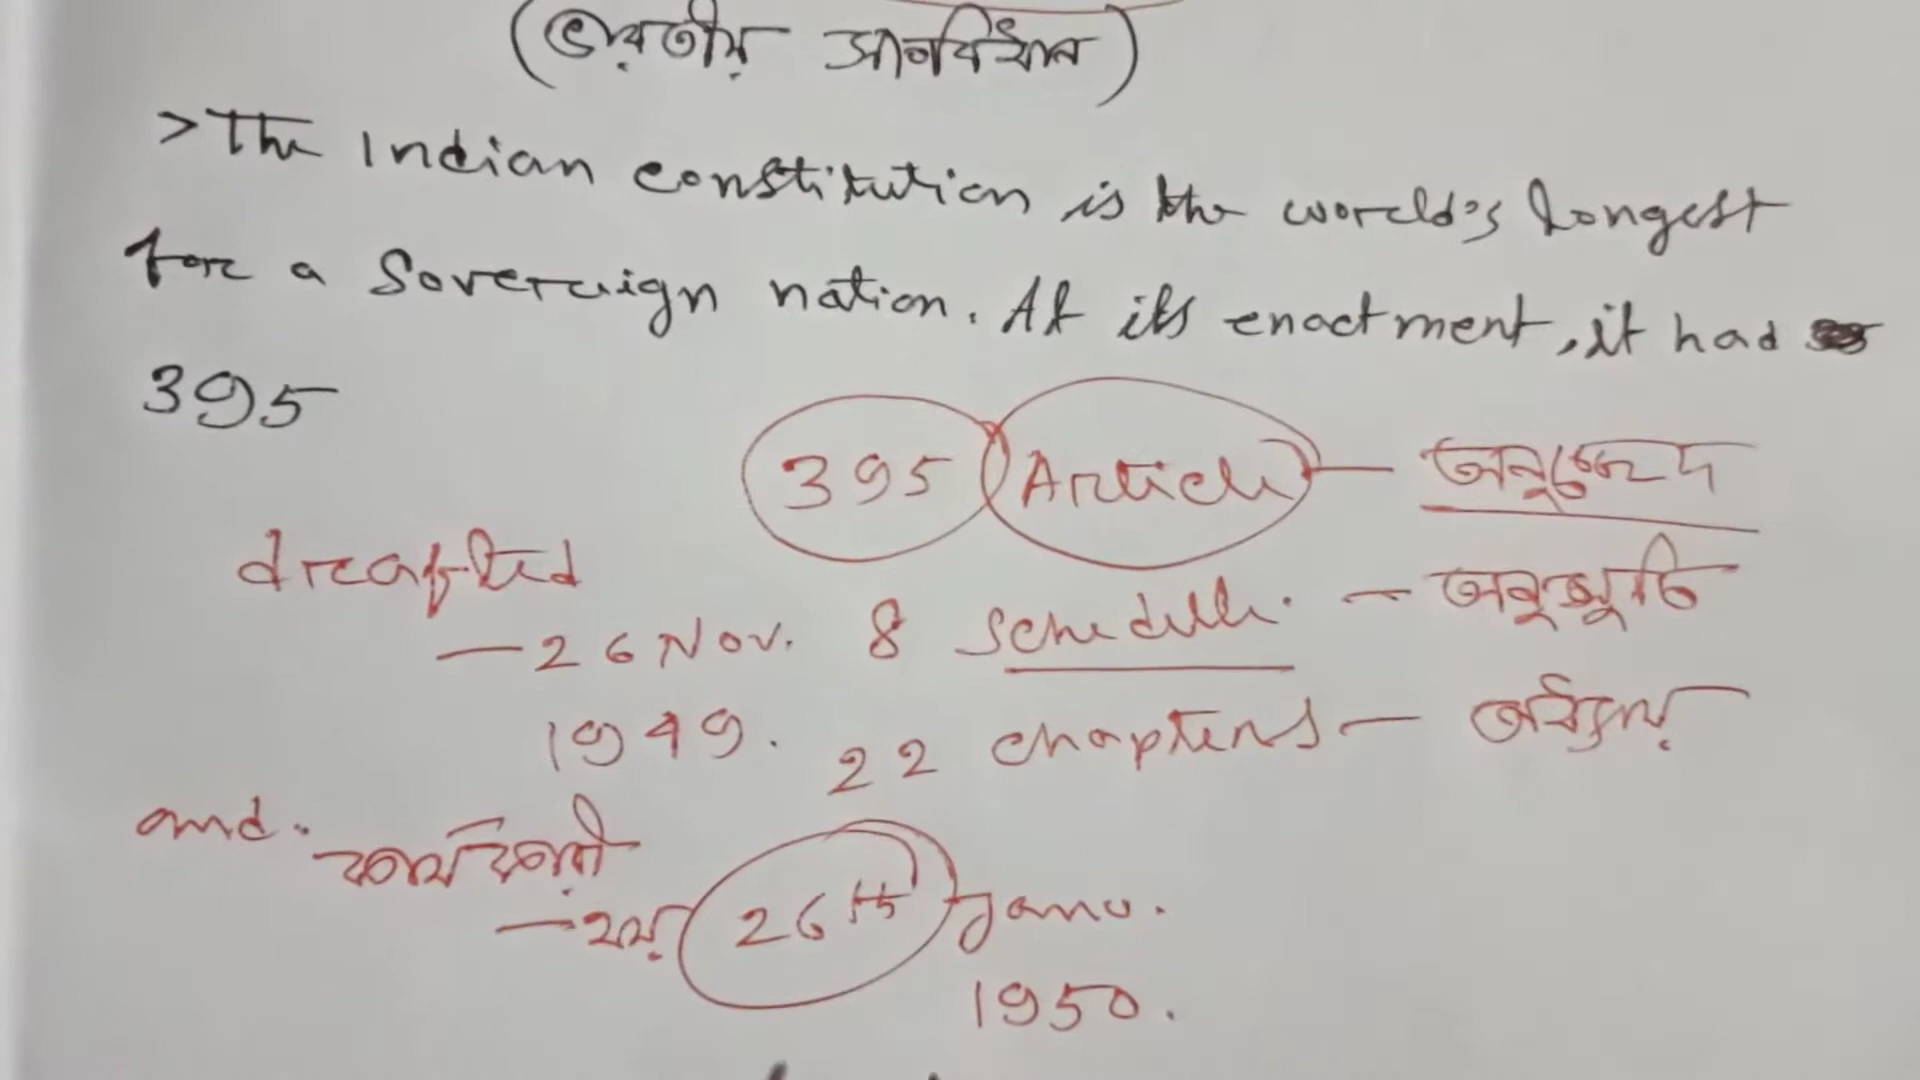 (ভারতীয় সংবিধান)
> The Indian constitution is the world's longest
for a Sovereign nation. At its enactment, it had
395
395 Article — অনুচ্ছেদ
drafted
8 Schedule. — অনুসূচি
— 26 Nov.
1949.
22 chapters — অধ্যায়
and. কার্যকারী
— হয় 26th Janu.
1950.